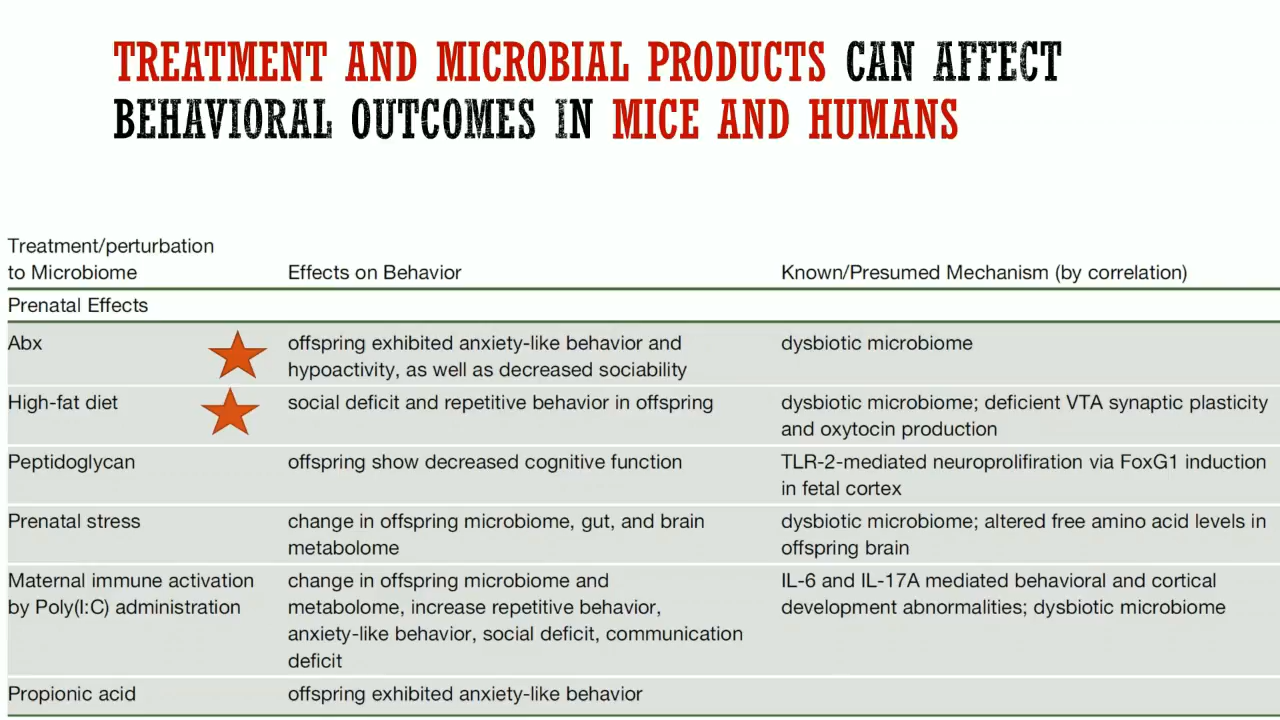 TREATMENT AND MICROBIAL PRODUCTS CAN AFFECT
BEHAVIORAL OUTCOMES IN MICE AND HUMANS
Treatment/perturbation
to Microbiome
Effects on Behavior
Known/Presumed Mechanism (by correlation)
Prenatal Effects
Abx
offspring exhibited anxiety-like behavior and
hypoactivity, as well as decreased sociability
dysbiotic microbiome
High-fat diet
social deficit and repetitive behavior in offspring
dysbiotic microbiome; deficient VTA synaptic plasticity
and oxytocin production
Peptidoglycan
offspring show decreased cognitive function
TLR-2-mediated neuroprolifiration via FoxG1 induction
in fetal cortex
Prenatal stress
change in offspring microbiome, gut, and brain
metabolome
dysbiotic microbiome; altered free amino acid levels in
offspring brain
Maternal immune activation
by Poly(I:C) administration
change in offspring microbiome and
metabolome, increase repetitive behavior,
anxiety-like behavior, social deficit, communication
deficit
IL-6 and IL-17A mediated behavioral and cortical
development abnormalities; dysbiotic microbiome
Propionic acid
offspring exhibited anxiety-like behavior